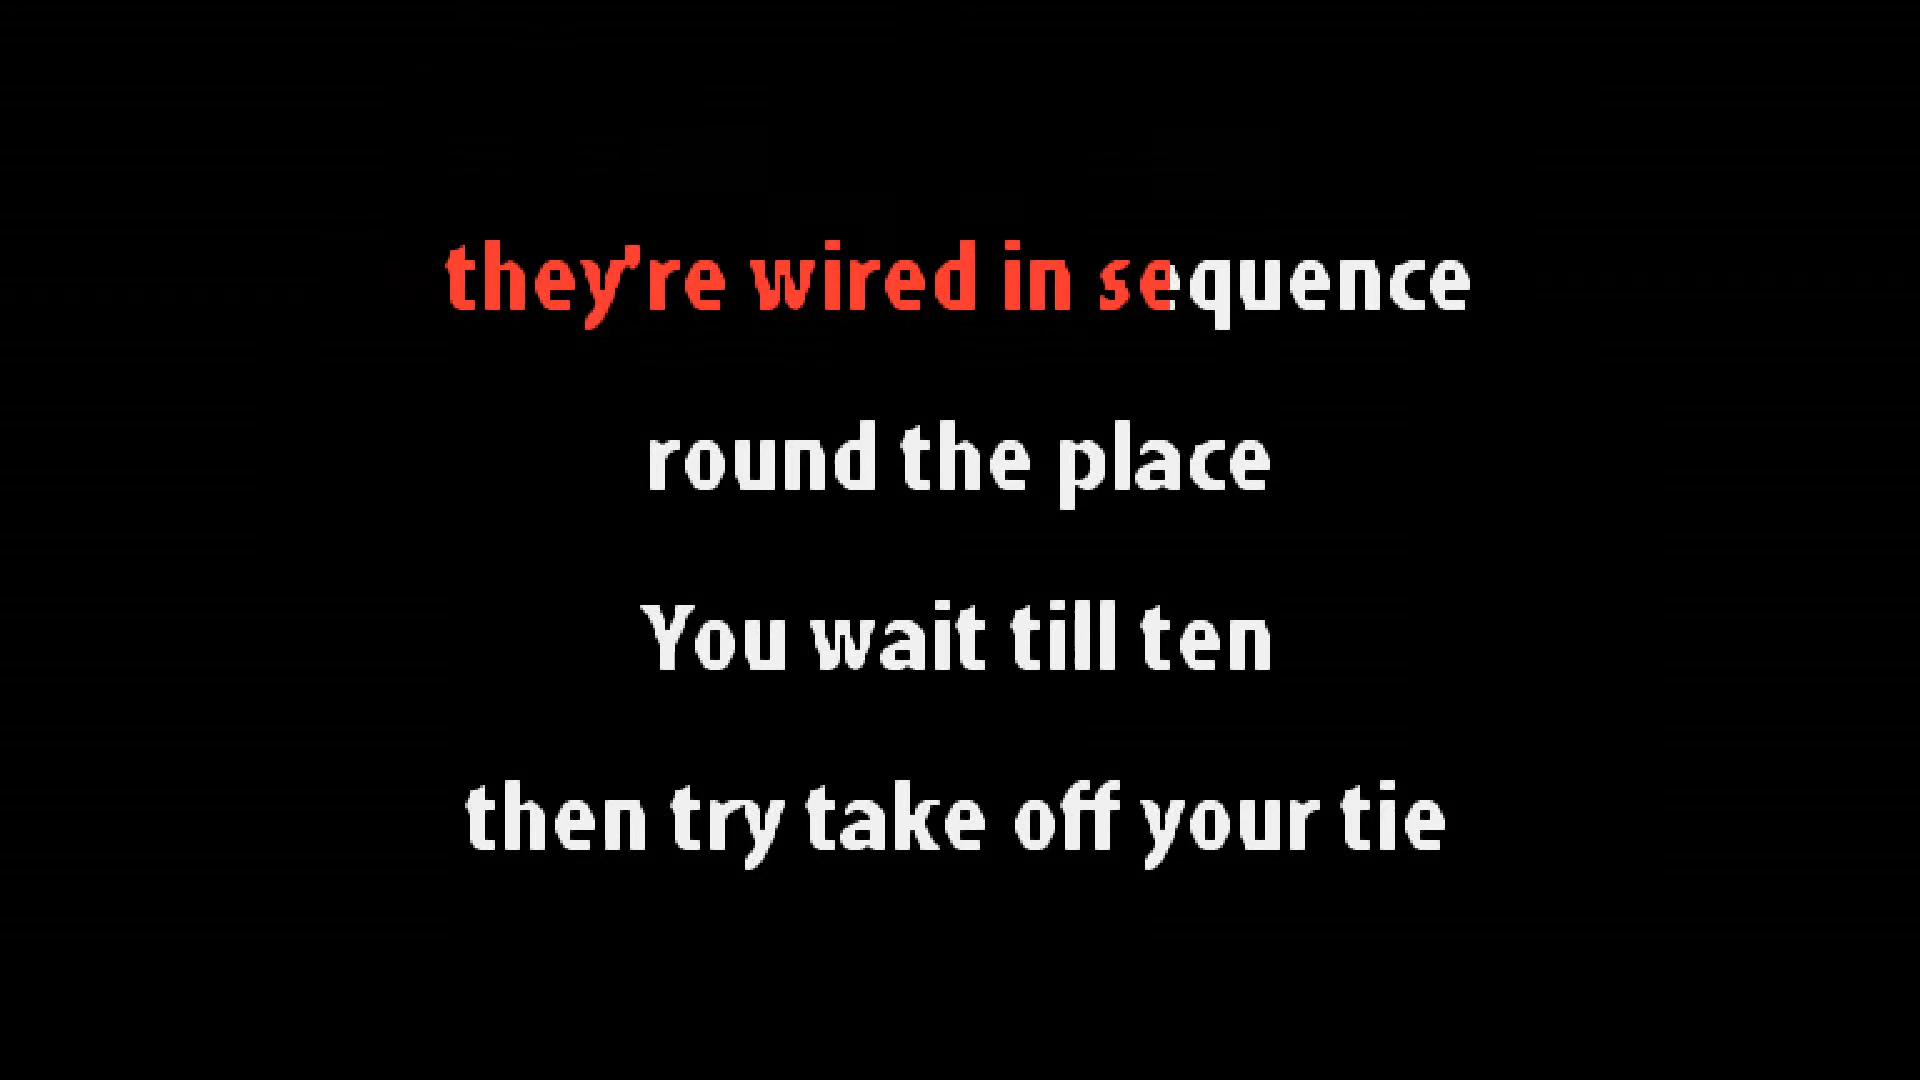 they're wired in sequence
round the place
You wait till ten
then try take off your tie